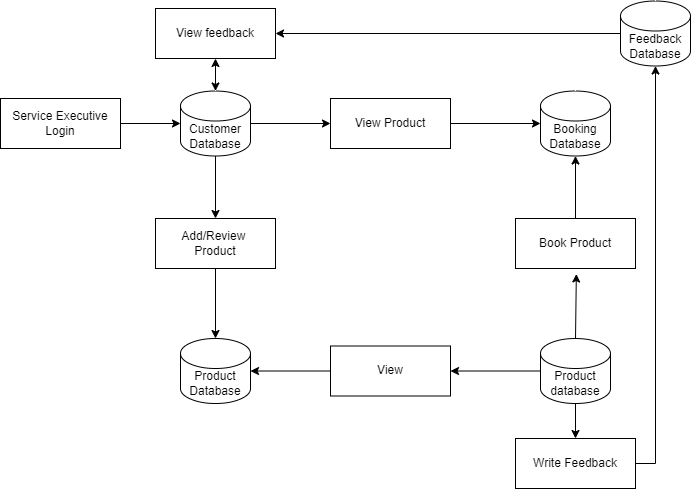 View feedback
Feedback
Database
Service Executive
Login
Customer
Database
View Product
Booking
Database
Add/Review
Product
Book Product
Product
Database
View
Product
database
Write Feedback